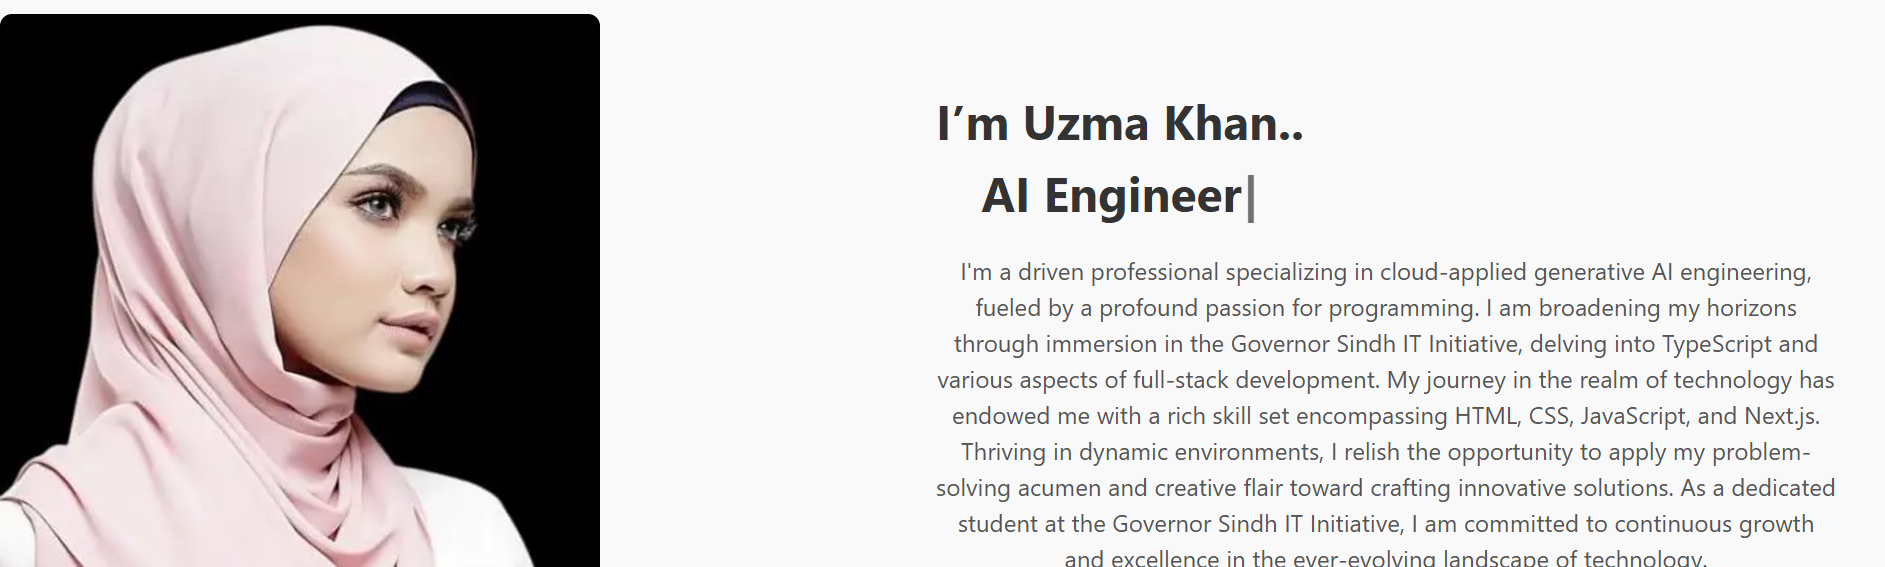 I’m Uzma Khan..
AI Engineer|
I'm a driven professional specializing in cloud-applied generative AI engineering,
fueled by a profound passion for programming. I am broadening my horizons
through immersion in the Governor Sindh IT Initiative, delving into TypeScript and
various aspects of full-stack development. My journey in the realm of technology has
endowed me with a rich skill set encompassing HTML, CSS, JavaScript, and Next.js.
Thriving in dynamic environments, I relish the opportunity to apply my problem-
solving acumen and creative flair toward crafting innovative solutions. As a dedicated
student at the Governor Sindh IT Initiative, I am committed to continuous growth
and excellence in the ever-evolving landscape of technology.